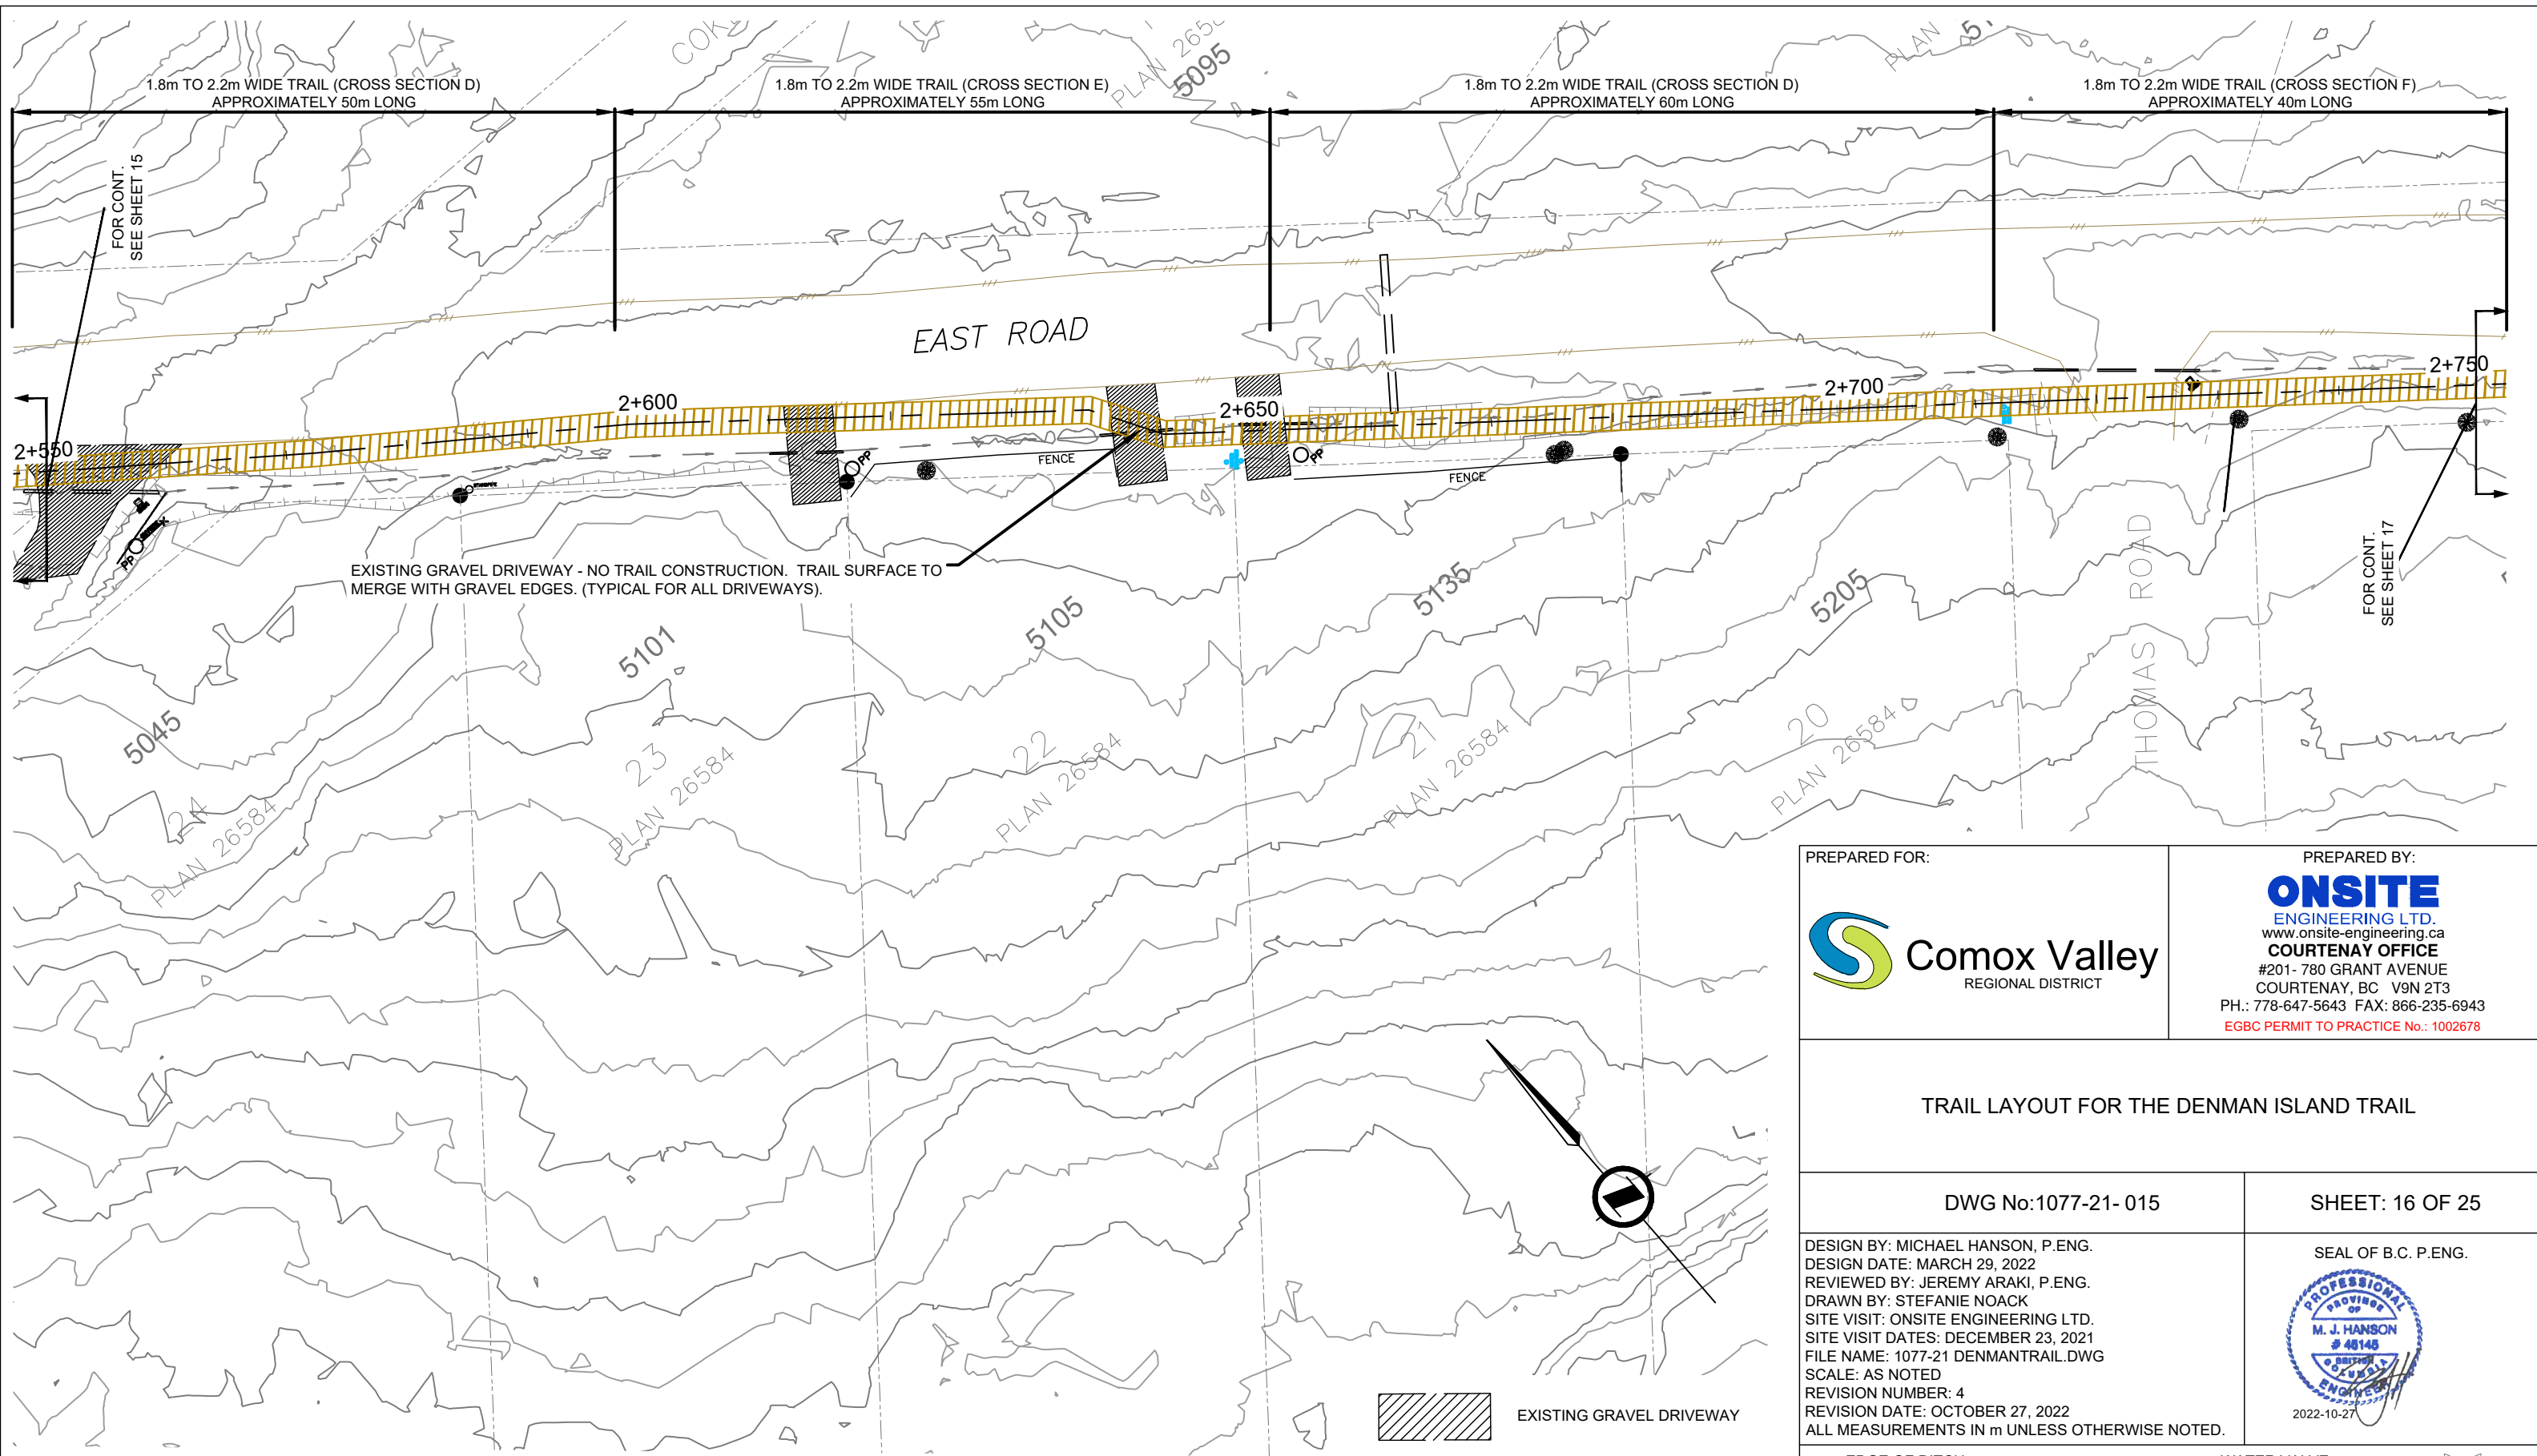 1.8m TO 2.2m WIDE TRAIL (CROSS SECTION D)
APPROXIMATELY 50m LONG
1.8m TO 2.2m WIDE TRAIL (CROSS SECTION E)
APPROXIMATELY 55m LONG
1.8m TO 2.2m WIDE TRAIL (CROSS SECTION D)
APPROXIMATELY 60m LONG
1.8m TO 2.2m WIDE TRAIL (CROSS SECTION F)
APPROXIMATELY 40m LONG
PLAN
5095
PLAN
FOR CONT.
SEE SHEET 15
EAST ROAD
2+550
2+600
2+650
2+700
2+750
PP
PP
PP
FENCE
FENCE
EXISTING GRAVEL DRIVEWAY - NO TRAIL CONSTRUCTION. TRAIL SURFACE TO
MERGE WITH GRAVEL EDGES. (TYPICAL FOR ALL DRIVEWAYS).
FOR CONT.
SEE SHEET 17
THOMAS ROAD
5045
5101
5105
5135
5205
24
PLAN 26584
23
PLAN 26584
22
PLAN 26584
21
PLAN 26584
20
PLAN 26584
EXISTING GRAVEL DRIVEWAY
PREPARED FOR:
Comox Valley
REGIONAL DISTRICT
PREPARED BY:
ONSITE
ENGINEERING LTD.
www.onsite-engineering.ca
COURTENAY OFFICE
#201- 780 GRANT AVENUE
COURTENAY, BC V9N 2T3
PH.: 778-647-5643 FAX: 866-235-6943
EGBC PERMIT TO PRACTICE No.: 1002678
TRAIL LAYOUT FOR THE DENMAN ISLAND TRAIL
DWG No:1077-21- 015
SHEET: 16 OF 25
DESIGN BY: MICHAEL HANSON, P.ENG.
DESIGN DATE: MARCH 29, 2022
REVIEWED BY: JEREMY ARAKI, P.ENG.
DRAWN BY: STEFANIE NOACK
SITE VISIT: ONSITE ENGINEERING LTD.
SITE VISIT DATES: DECEMBER 23, 2021
FILE NAME: 1077-21 DENMANTRAIL.DWG
SCALE: AS NOTED
REVISION NUMBER: 4
REVISION DATE: OCTOBER 27, 2022
ALL MEASUREMENTS IN m UNLESS OTHERWISE NOTED.
SEAL OF B.C. P.ENG.
PROFESSIONAL
PROVINCE
OF
M. J. HANSON
# 45145
BRITISH
COLUMBIA
ENGINEER
2022-10-27